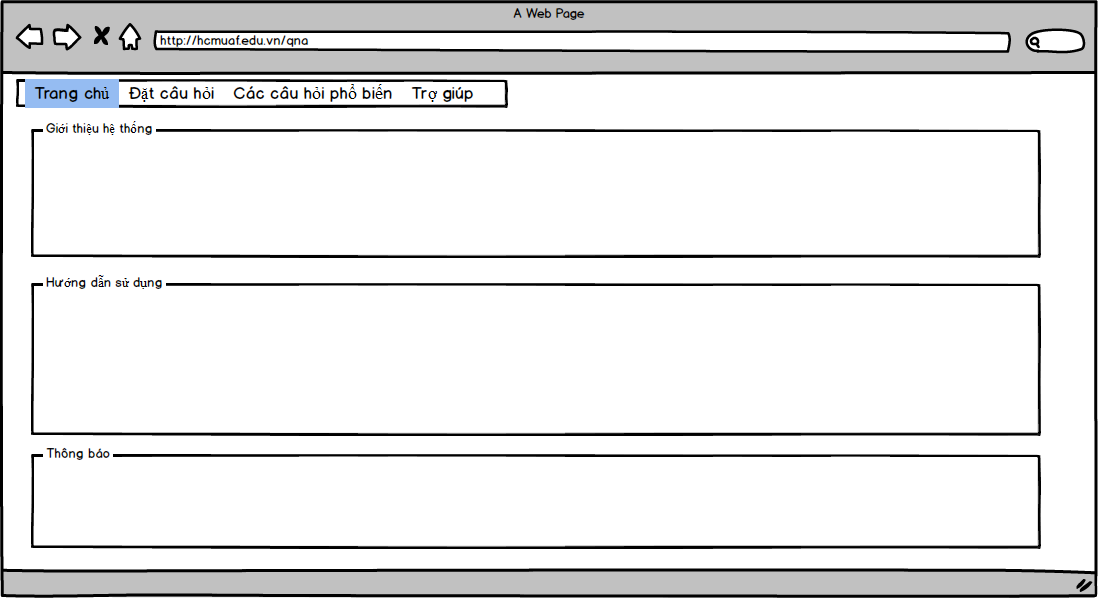 A Web Page
http://hcmuaf.edu.vn/qna
Trang chủ Đặt câu hỏi Các câu hỏi phổ biến Trợ giúp
Giới thiệu hệ thống
Hướng dẫn sử dụng
Thông báo